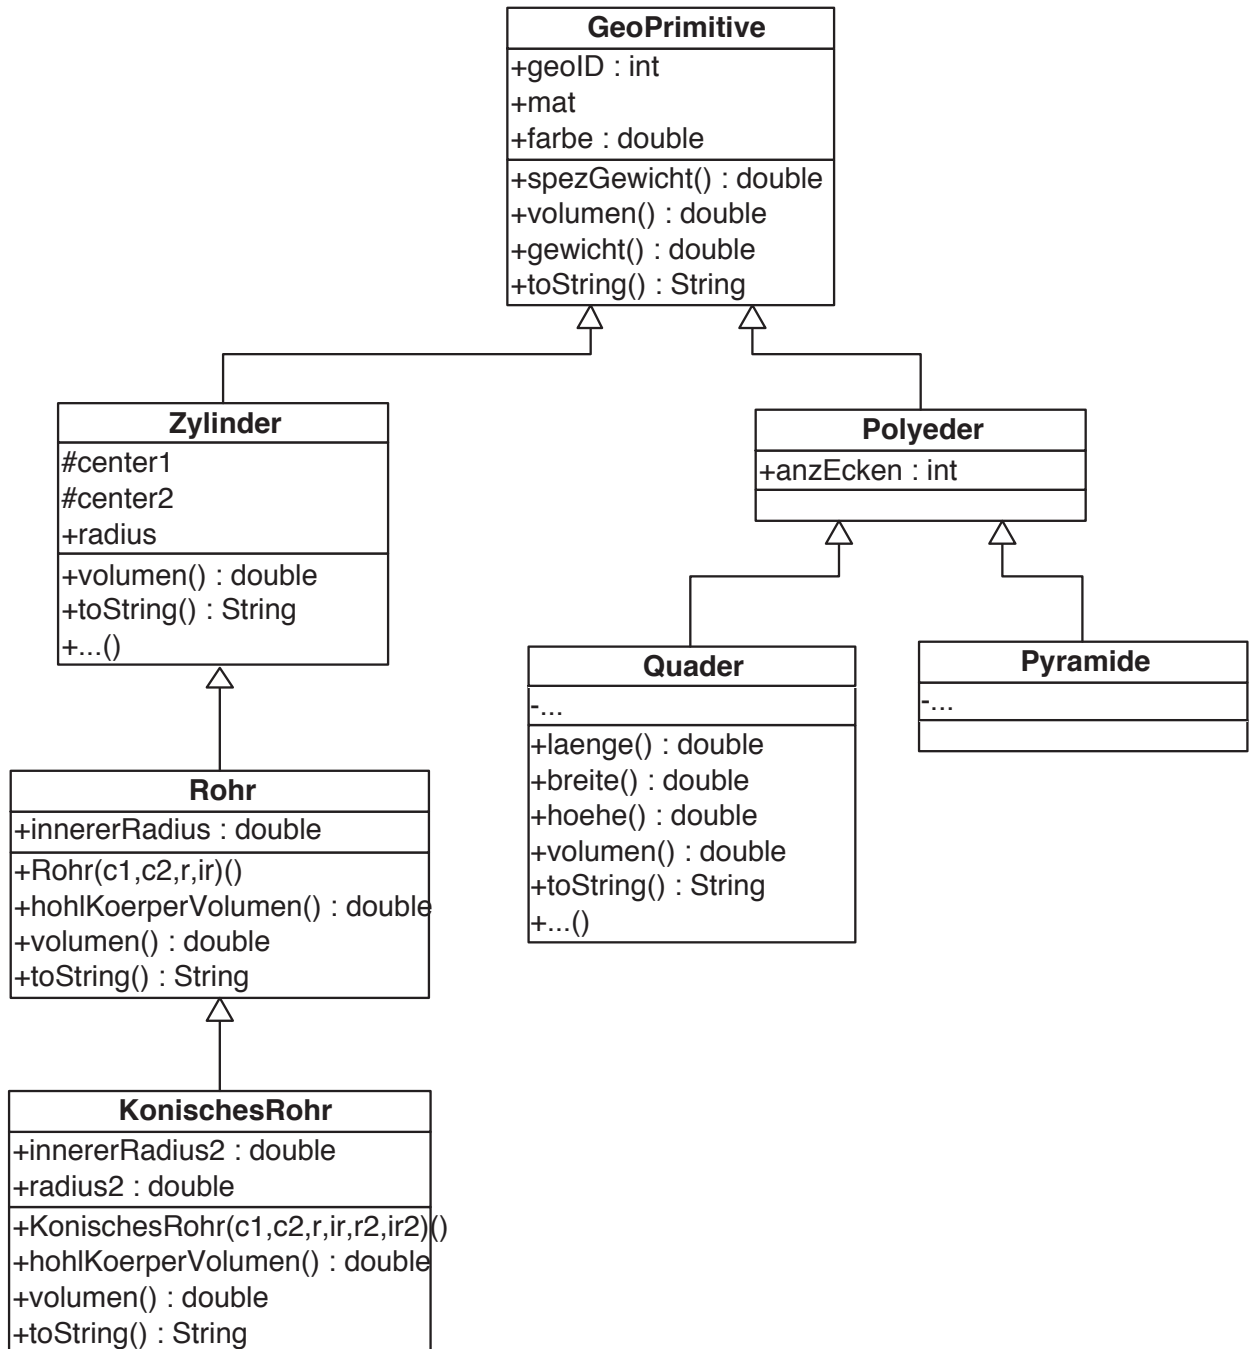 GeoPrimitive
+geoID : int
+mat
+farbe : double
+spezGewicht() : double
+volumen() : double
+gewicht() : double
+toString() : String
Zylinder
#center1
#center2
+radius
+volumen() : double
+toString() : String
+...()
Polyeder
+anzEcken : int
Rohr
+innererRadius : double
+Rohr(c1,c2,r,ir)()
+hohlKoerperVolumen() : double
+volumen() : double
+toString() : String
Quader
-...
+laenge() : double
+breite() : double
+hoehe() : double
+volumen() : double
+toString() : String
+...()
Pyramide
-...
KonischesRohr
+innererRadius2 : double
+radius2 : double
+KonischesRohr(c1,c2,r,ir,r2,ir2)()
+hohlKoerperVolumen() : double
+volumen() : double
+toString() : String